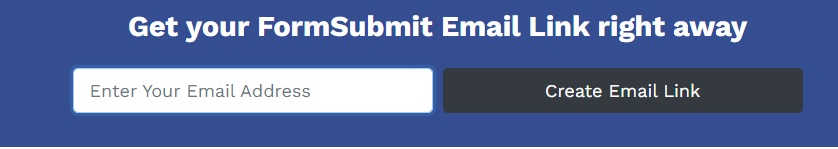 Get your FormSubmit Email Link right away
Enter Your Email Address
Create Email Link